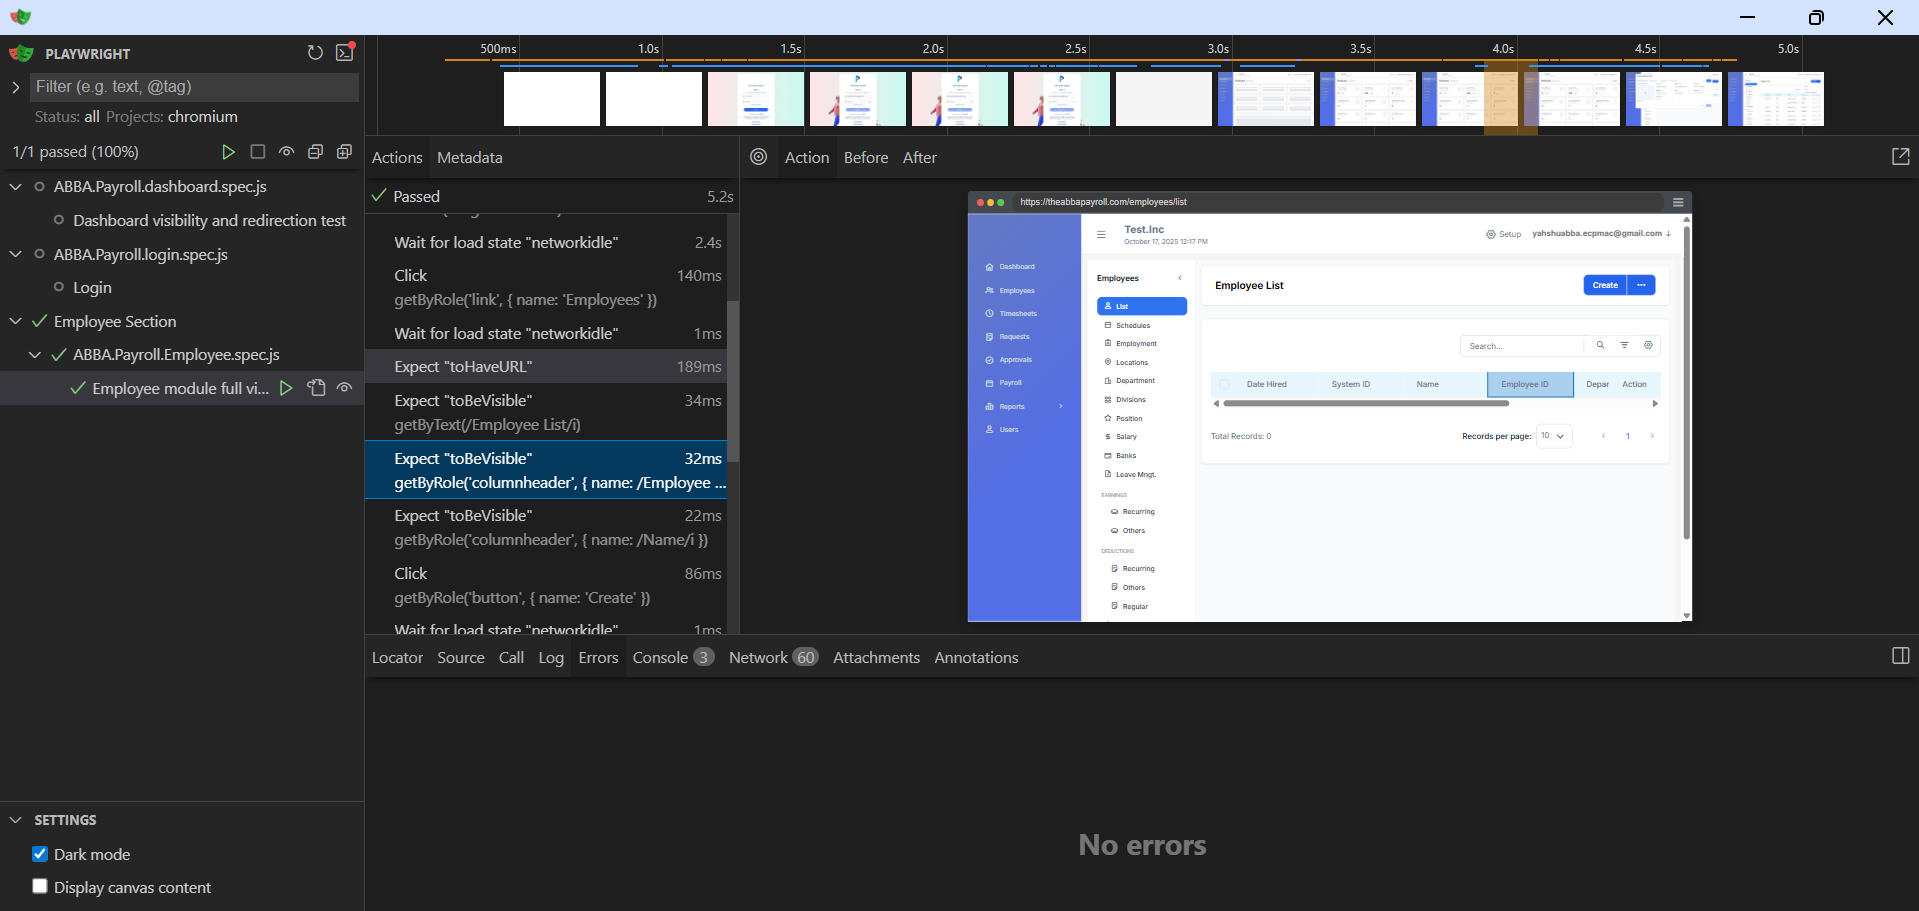 PLAYWRIGHT
Filter (e.g. text, @tag)
Status: all Projects: chromium
1/1 passed (100%)
ABBA.Payroll.dashboard.spec.js
Dashboard visibility and redirection test
ABBA.Payroll.login.spec.js
Login
Employee Section
ABBA.Payroll.Employee.spec.js
Employee module full vi...
SETTINGS
Dark mode
Display canvas content
500ms 1.0s 1.5s 2.0s 2.5s 3.0s 3.5s 4.0s 4.5s 5.0s
Actions Metadata
Passed 5.2s
Wait for load state "networkidle" 2.4s
Click 140ms
getByRole('link', { name: 'Employees' })
Wait for load state "networkidle" 1ms
Expect "toHaveURL" 189ms
Expect "toBeVisible" 34ms
getByText(/Employee List/i)
Expect "toBeVisible" 32ms
getByRole('columnheader', { name: /Employee ...
Expect "toBeVisible" 22ms
getByRole('columnheader', { name: /Name/i })
Click 86ms
getByRole('button', { name: 'Create' })
Wait for load state "networkidle" 1ms
Action Before After
https://theabbapayroll.com/employees/list
Test.Inc
October 17, 2025 12:17 PM
Setup yahshuabba.ecpmac@gmail.com
Dashboard
Employees
Timesheets
Requests
Approvals
Payroll
Reports
Users
Employees
List
Schedules
Employment
Locations
Department
Divisions
Position
Salary
Banks
Leave Mngt.
EARNINGS
Recurring
Others
DEDUCTIONS
Recurring
Others
Regular
Employee List
Create
Search...
Date Hired System ID Name Employee ID Depar Action
Total Records: 0
Records per page: 10
1
Locator Source Call Log Errors Console 3 Network 60 Attachments Annotations
No errors